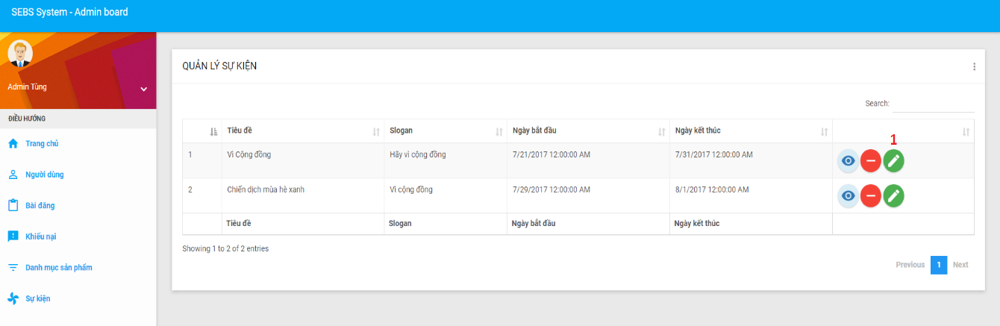 SEBS System - Admin board
Admin Tùng
ĐIỀU HƯỚNG
Trang chủ
Người dùng
Bài đăng
Khiếu nại
Danh mục sản phẩm
Sự kiện
QUẢN LÝ SỰ KIỆN
Search:
Tiêu đề Slogan Ngày bắt đầu Ngày kết thúc
1
1 Vì Cộng đồng Hãy vì cộng đồng 7/21/2017 12:00:00 AM 7/31/2017 12:00:00 AM
2 Chiến dịch mùa hè xanh Vì cộng đồng 7/29/2017 12:00:00 AM 8/1/2017 12:00:00 AM
Tiêu đề Slogan Ngày bắt đầu Ngày kết thúc
Showing 1 to 2 of 2 entries
Previous 1 Next